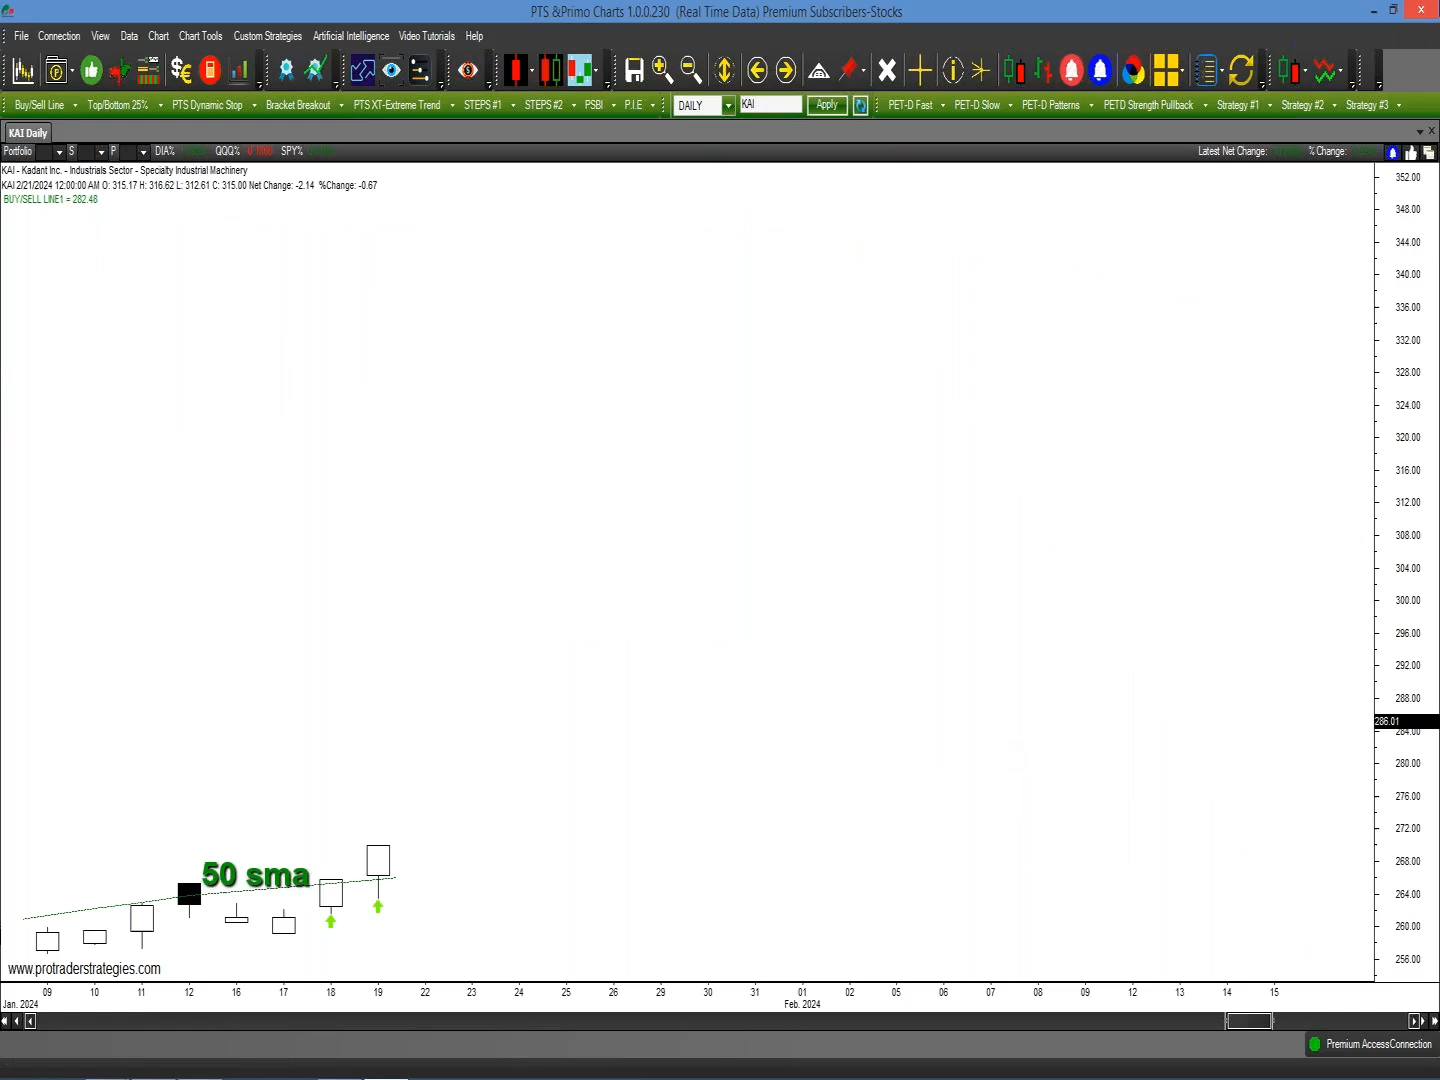 PTS &Primo Charts 1.0.0.230 (Real Time Data) Premium Subscribers-Stocks
File Connection View Data Chart Chart Tools Custom Strategies Artificial Intelligence Video Tutorials Help
Buy/Sell Line Top/Bottom 25% PTS Dynamic Stop Bracket Breakout PTS XT-Extreme Trend STEPS #1 STEPS #2 PSBI P.I.E DAILY KAI Apply PET-D Fast PET-D Slow PET-D Patterns PETD Strength Pullback Strategy #1 Strategy #2 Strategy #3
KAI Daily
Portfolio S P DIA% QQQ% SPY% Latest Net Change: % Change:
KAI - Kadant Inc. - Industrials Sector - Specialty Industrial Machinery
KAI 2/21/2024 12:00:00 AM O: 315.17 H: 316.62 L: 312.61 C: 315.00 Net Change: -2.14 %Change: -0.67
BUY/SELL LINE1 = 282.46
352.00
348.00
344.00
340.00
336.00
332.00
328.00
324.00
320.00
316.00
312.00
308.00
304.00
300.00
296.00
292.00
288.00
286.01
284.00
280.00
276.00
272.00
268.00
264.00
260.00
256.00
50 sma
www.protraderstrategies.com
09 10 11 12 16 17 18 19 22 23 24 25 26 29 30 31 01 02 05 06 07 08 09 12 13 14 15
Jan. 2024 Feb. 2024
Premium AccessConnection